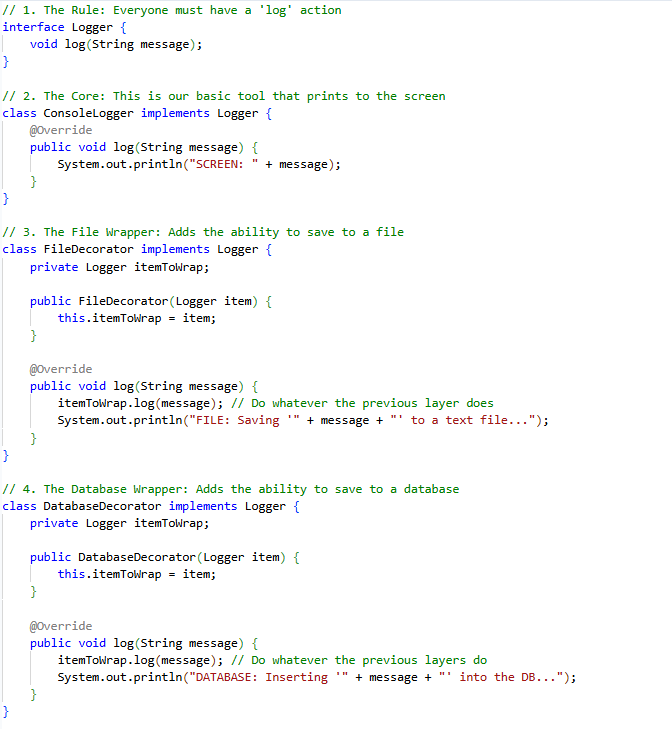 // 1. The Rule: Everyone must have a 'log' action
interface Logger {
    void log(String message);
}

// 2. The Core: This is our basic tool that prints to the screen
class ConsoleLogger implements Logger {
    @Override
    public void log(String message) {
        System.out.println("SCREEN: " + message);
    }
}

// 3. The File Wrapper: Adds the ability to save to a file
class FileDecorator implements Logger {
    private Logger itemToWrap;

    public FileDecorator(Logger item) {
        this.itemToWrap = item;
    }

    @Override
    public void log(String message) {
        itemToWrap.log(message); // Do whatever the previous layer does
        System.out.println("FILE: Saving '" + message + "' to a text file...");
    }
}

// 4. The Database Wrapper: Adds the ability to save to a database
class DatabaseDecorator implements Logger {
    private Logger itemToWrap;

    public DatabaseDecorator(Logger item) {
        this.itemToWrap = item;
    }

    @Override
    public void log(String message) {
        itemToWrap.log(message); // Do whatever the previous layers do
        System.out.println("DATABASE: Inserting '" + message + "' into the DB...");
    }
}